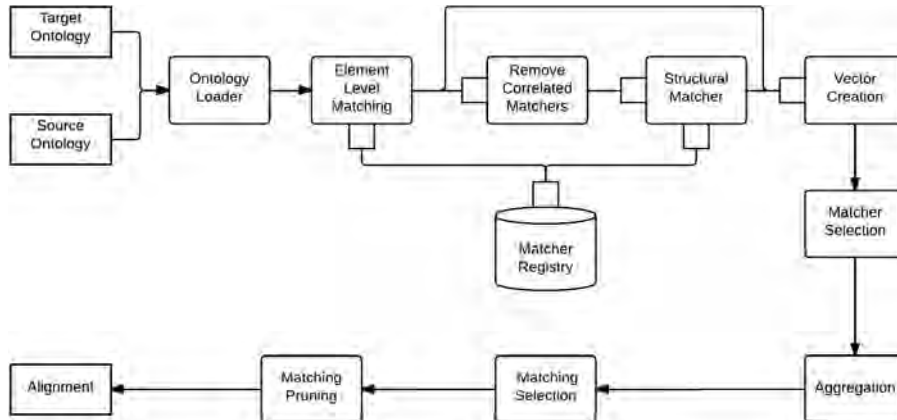 Target
Ontology
Source
Ontology
Ontology
Loader
Element
Level
Matching
Remove
Correlated
Matchers
Structural
Matcher
Vector
Creation
Matcher
Registry
Matcher
Selection
Aggregation
Matching
Selection
Matching
Pruning
Alignment